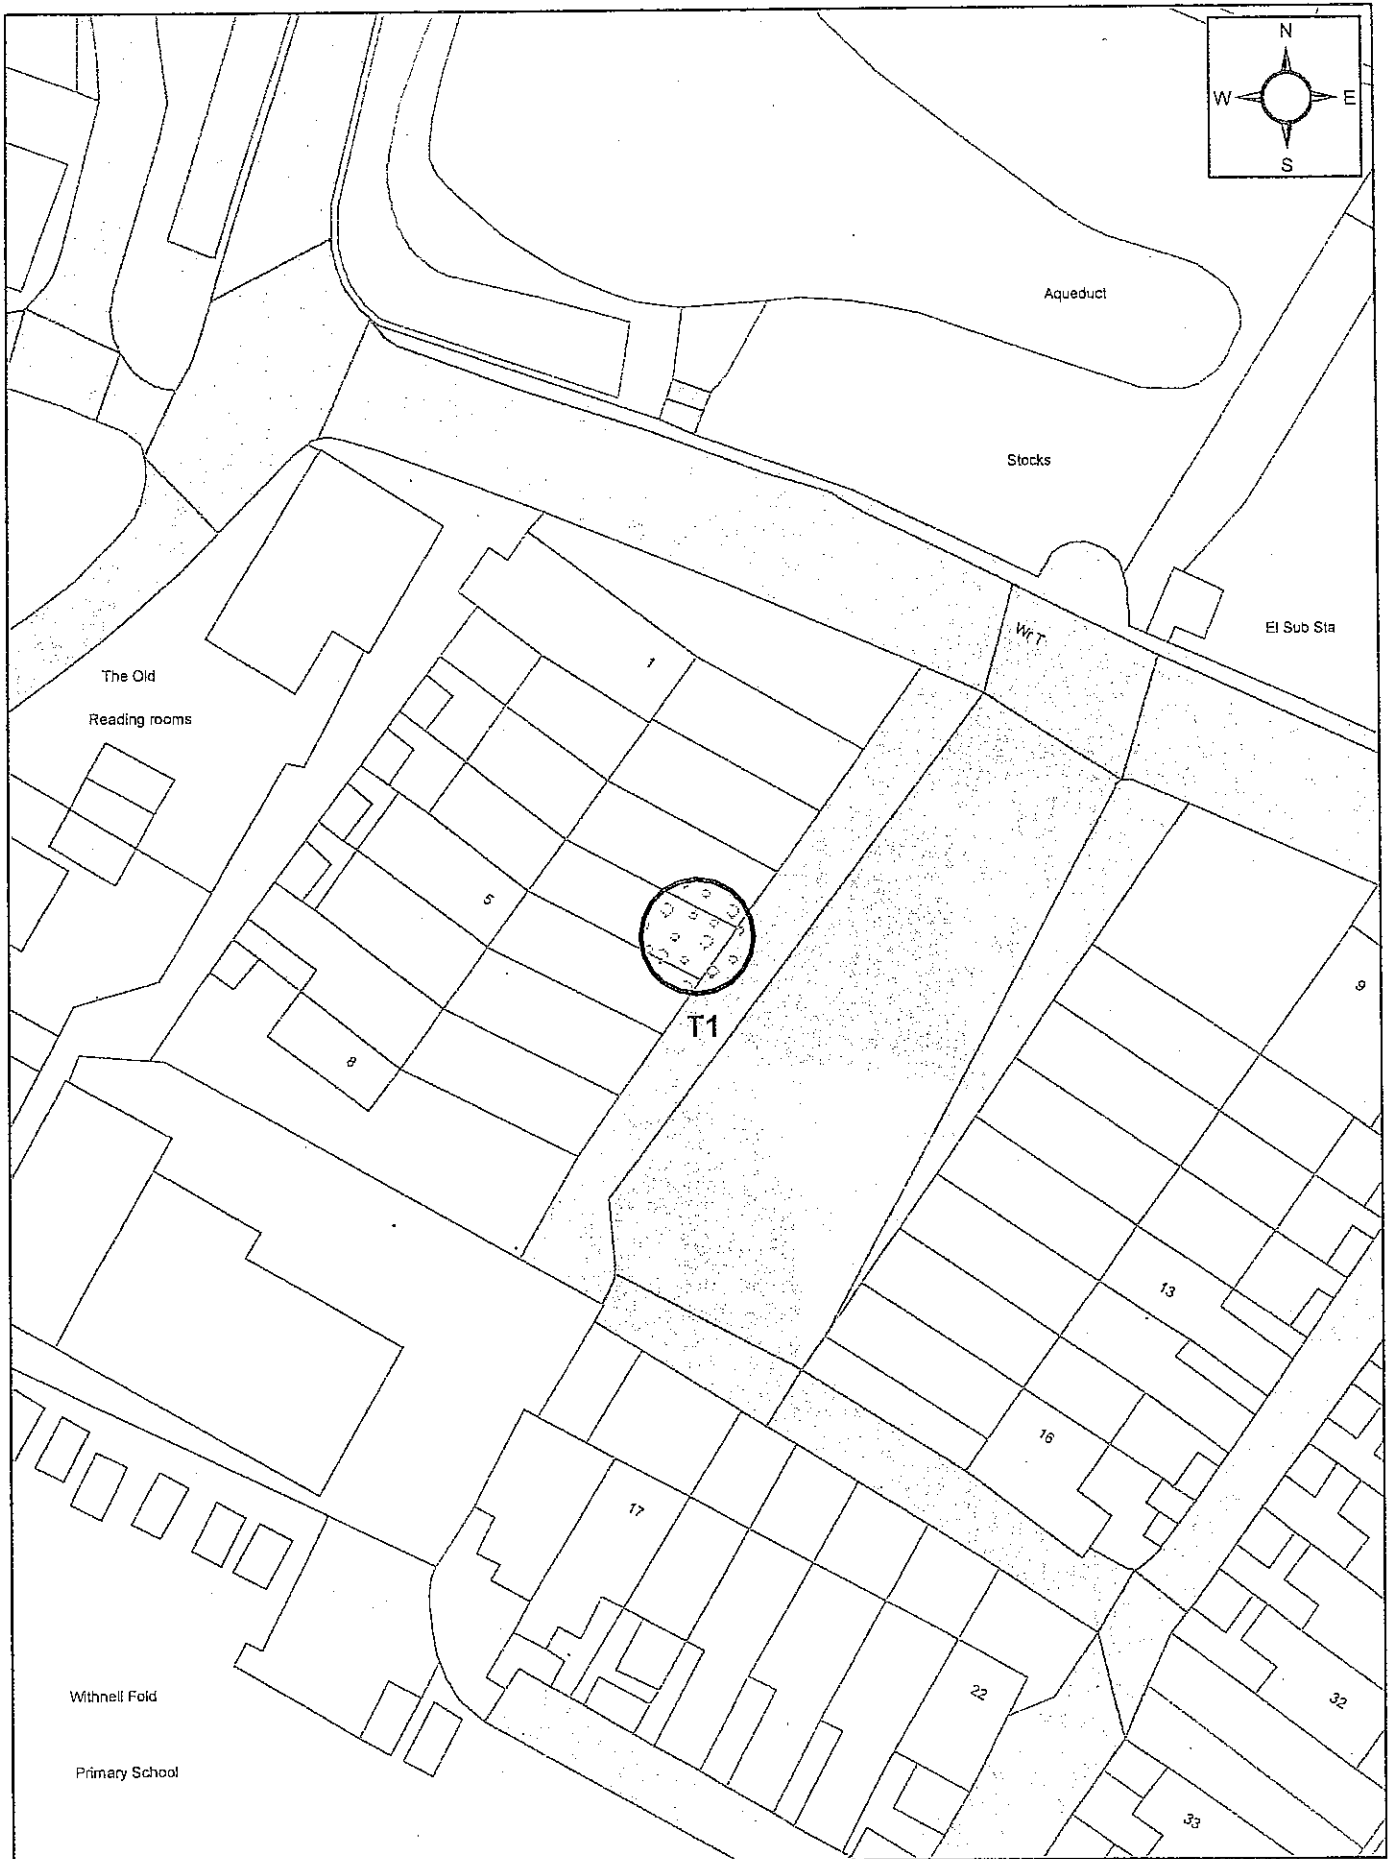 N
W E
S
Aqueduct
Stocks
Wr T
El Sub Sta
1
The Old
Reading rooms
5
9
T1
8
13
16
17
22
32
Withnell Fold
Primary School
33